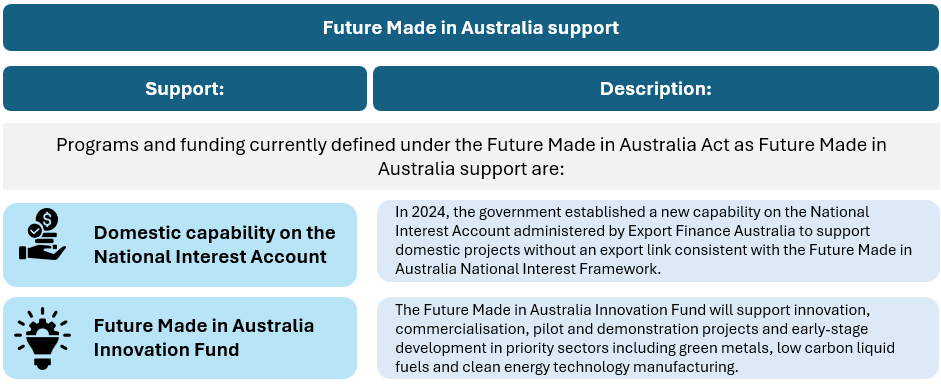 Future Made in Australia support
Support:
Description:
Programs and funding currently defined under the Future Made in Australia Act as Future Made in
Australia support are:
Domestic capability on the
National Interest Account
In 2024, the government established a new capability on the National
Interest Account administered by Export Finance Australia to support
domestic projects without an export link consistent with the Future Made in
Australia National Interest Framework.
Future Made in Australia
Innovation Fund
The Future Made in Australia Innovation Fund will support innovation,
commercialisation, pilot and demonstration projects and early-stage
development in priority sectors including green metals, low carbon liquid
fuels and clean energy technology manufacturing.